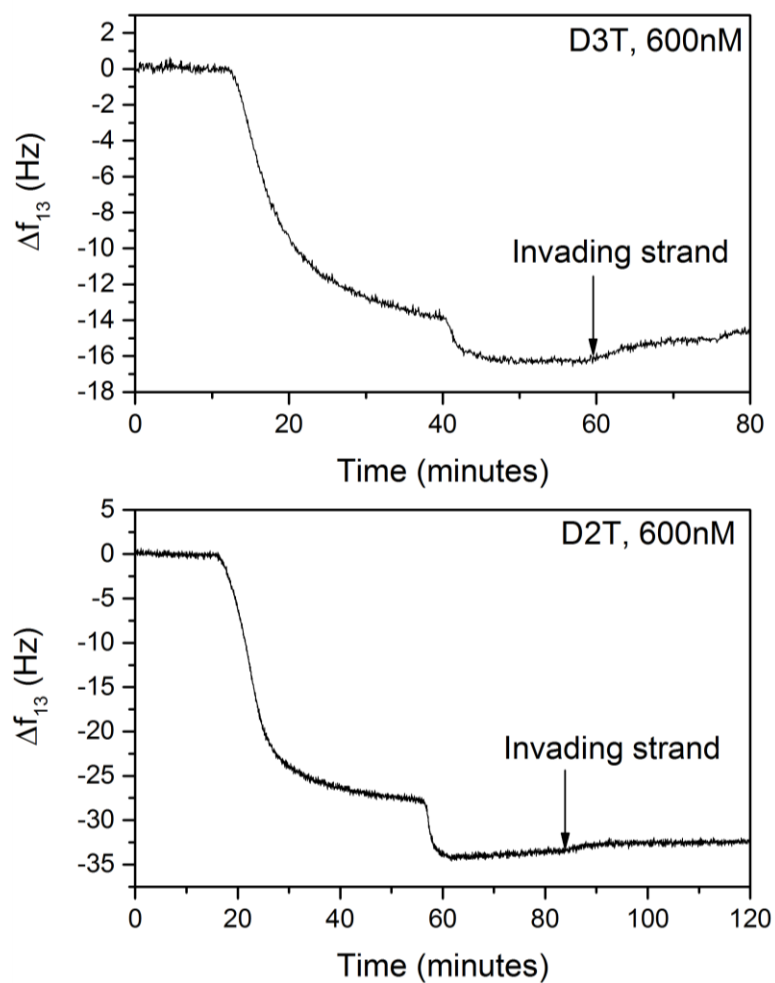 D3T, 600nM
2
0
-2
-4
-6
-8
-10
-12
-14
-16
-18
Δf13 (Hz)
Invading strand
0 20 40 60 80
Time (minutes)
D2T, 600nM
5
0
-5
-10
-15
-20
-25
-30
-35
Δf13 (Hz)
Invading strand
0 20 40 60 80 100 120
Time (minutes)